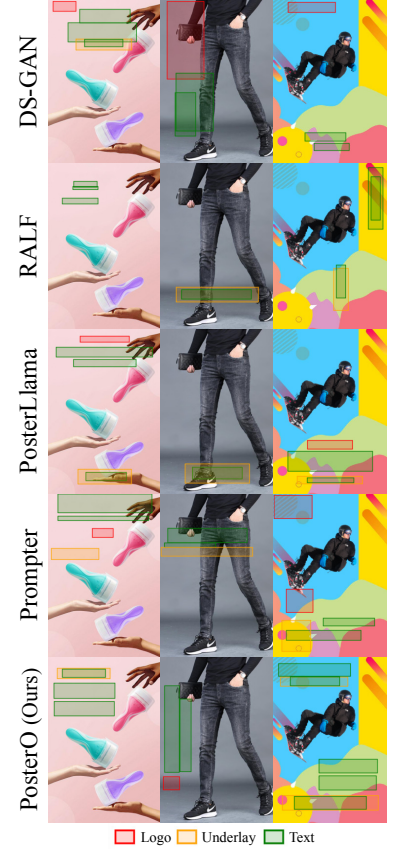 DS-GAN
RALF
PosterLlama
Prompter
PosterO (Ours)
Logo Underlay Text